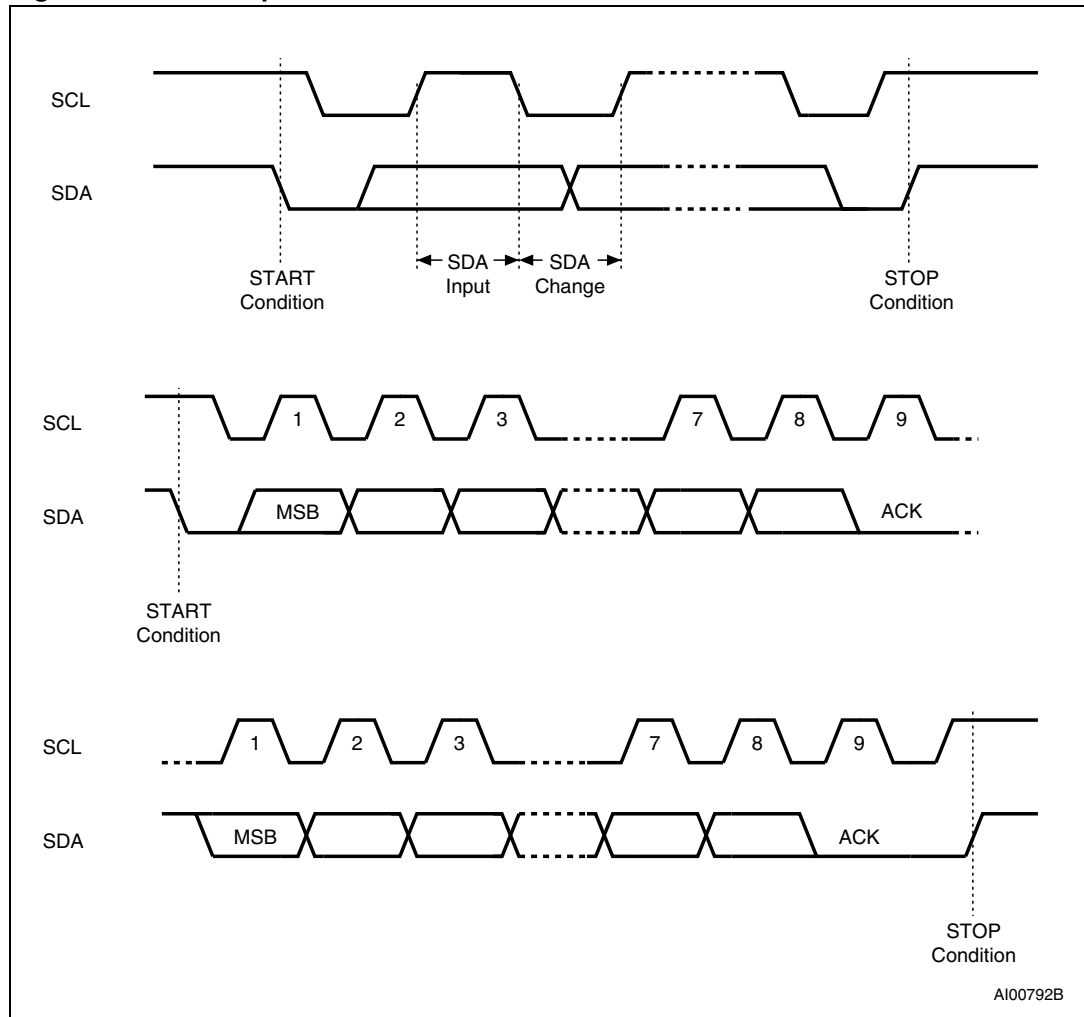 SCL
SDA
SDA
Input
SDA
Change
START
Condition
STOP
Condition
SCL
1 2 3 7 8 9
SDA
MSB ACK
START
Condition
SCL
1 2 3 7 8 9
SDA
MSB ACK
STOP
Condition
AI00792B